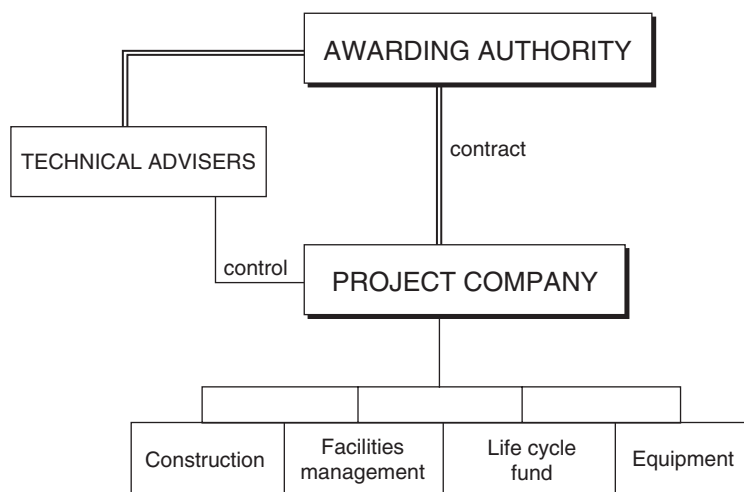 AWARDING AUTHORITY
TECHNICAL ADVISERS
contract
control
PROJECT COMPANY
Construction
Facilities
management
Life cycle
fund
Equipment